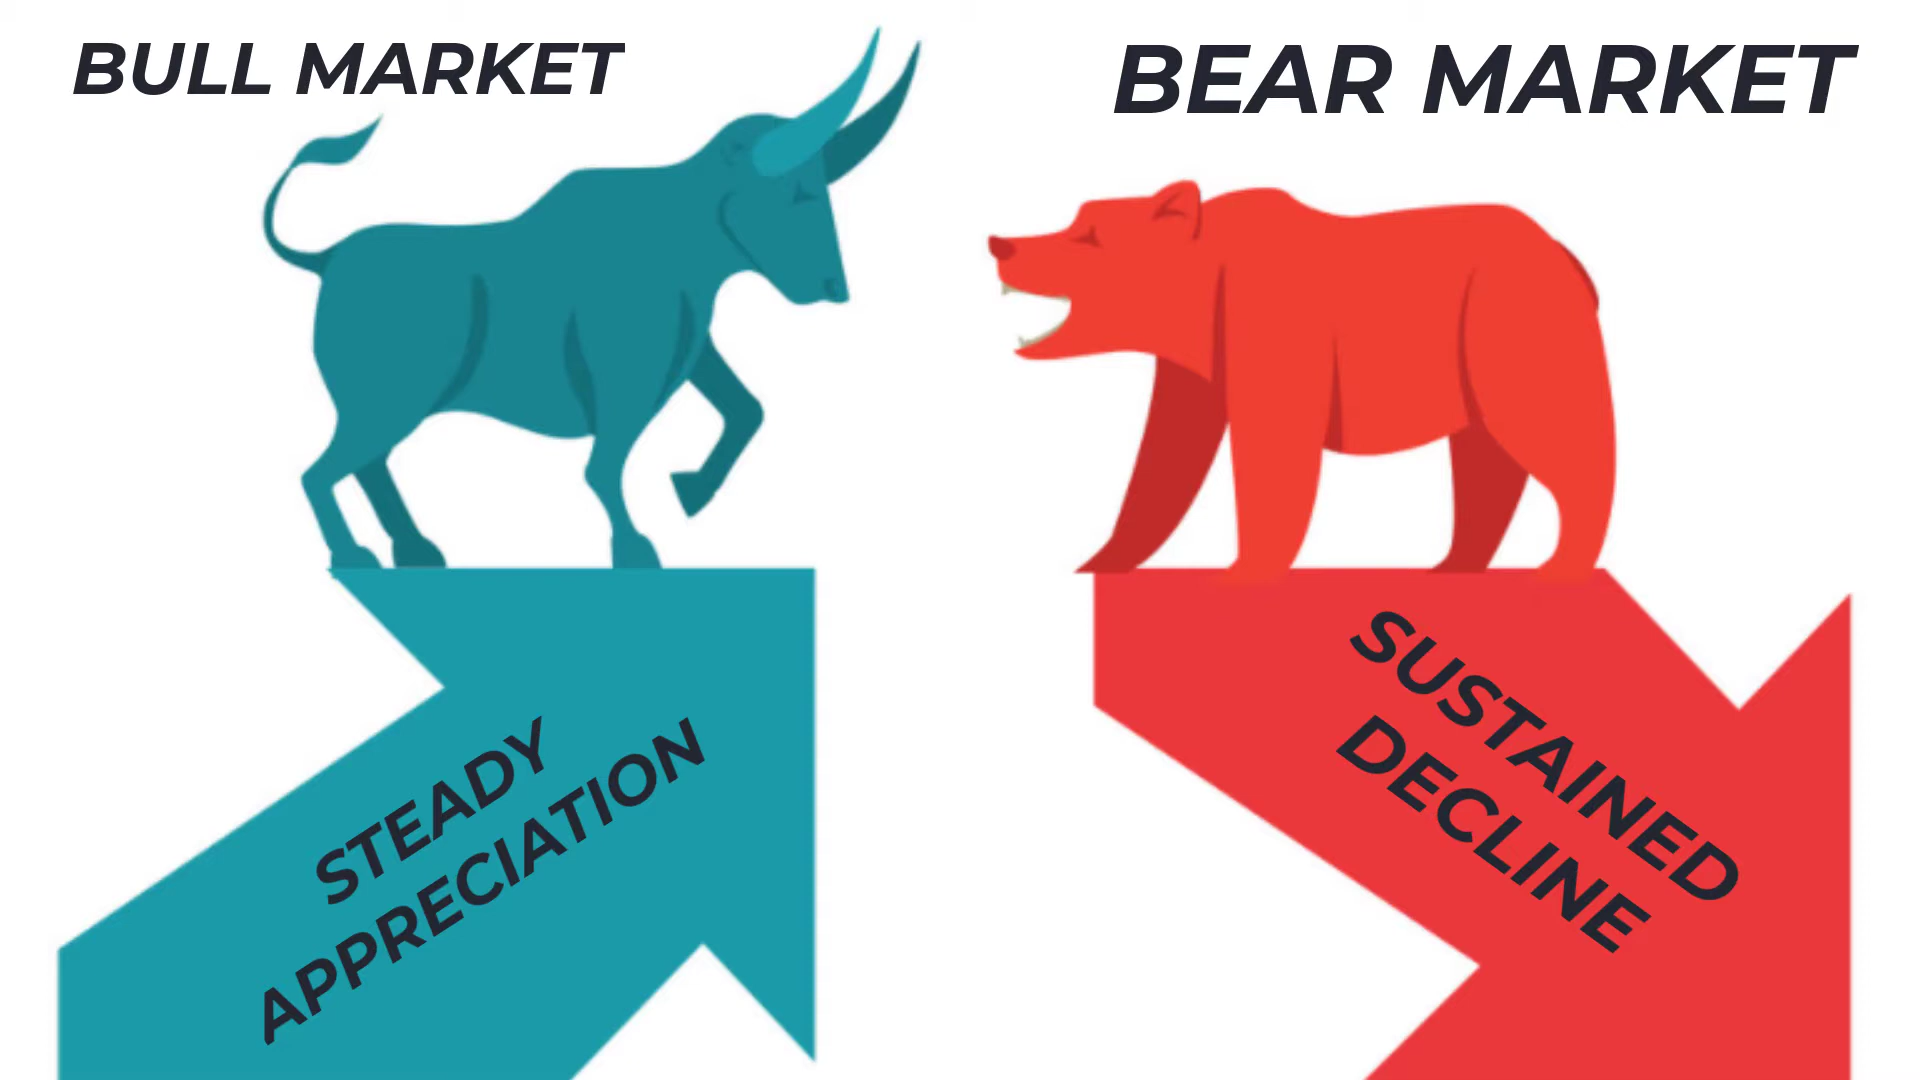 BULL MARKET
BEAR MARKET
STEADY
APPRECIATION
SUSTAINED
DECLINE